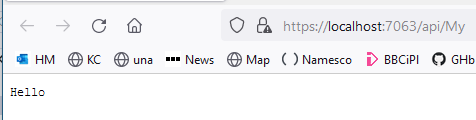 https://localhost:7063/api/My
HM KC una News Map Namesco BBCiPl GHb
Hello